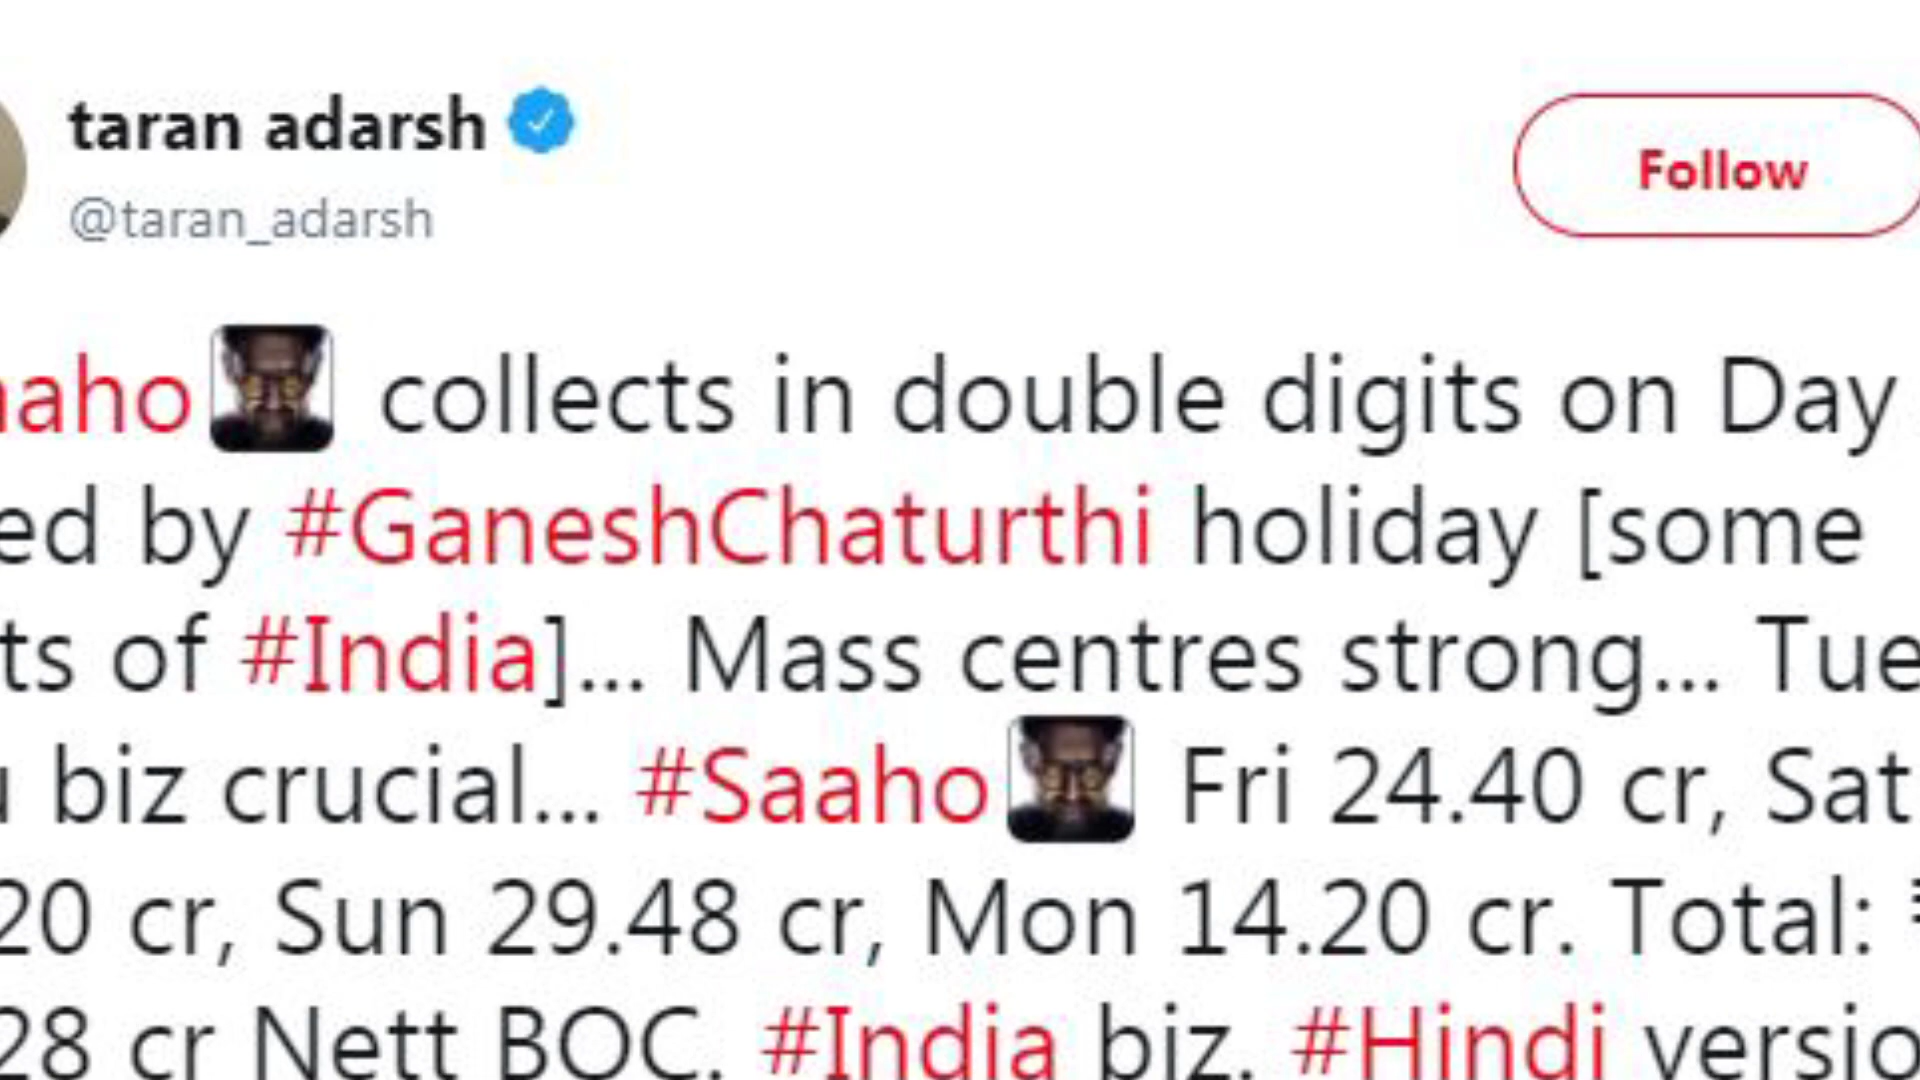 taran adarsh
@taran_adarsh
Follow
aaho collects in double digits on Day
ed by #GaneshChaturthi holiday [some
ts of #India]... Mass centres strong... Tue
u biz crucial... #Saaho Fri 24.40 cr, Sat
20 cr, Sun 29.48 cr, Mon 14.20 cr. Total: ₹
28 cr Nett BOC. #India biz. #Hindi versio